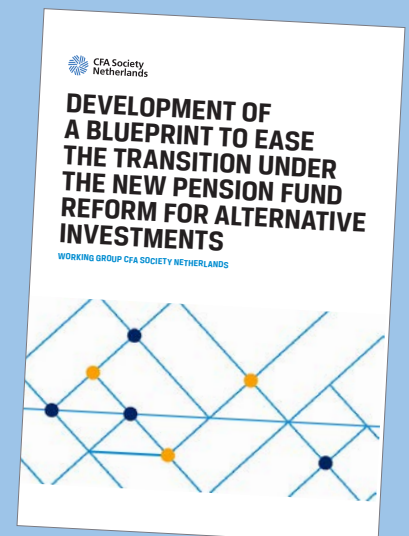 CFA Society
Netherlands
DEVELOPMENT OF
A BLUEPRINT TO EASE
THE TRANSITION UNDER
THE NEW PENSION FUND
REFORM FOR ALTERNATIVE
INVESTMENTS
WORKING GROUP CFA SOCIETY NETHERLANDS